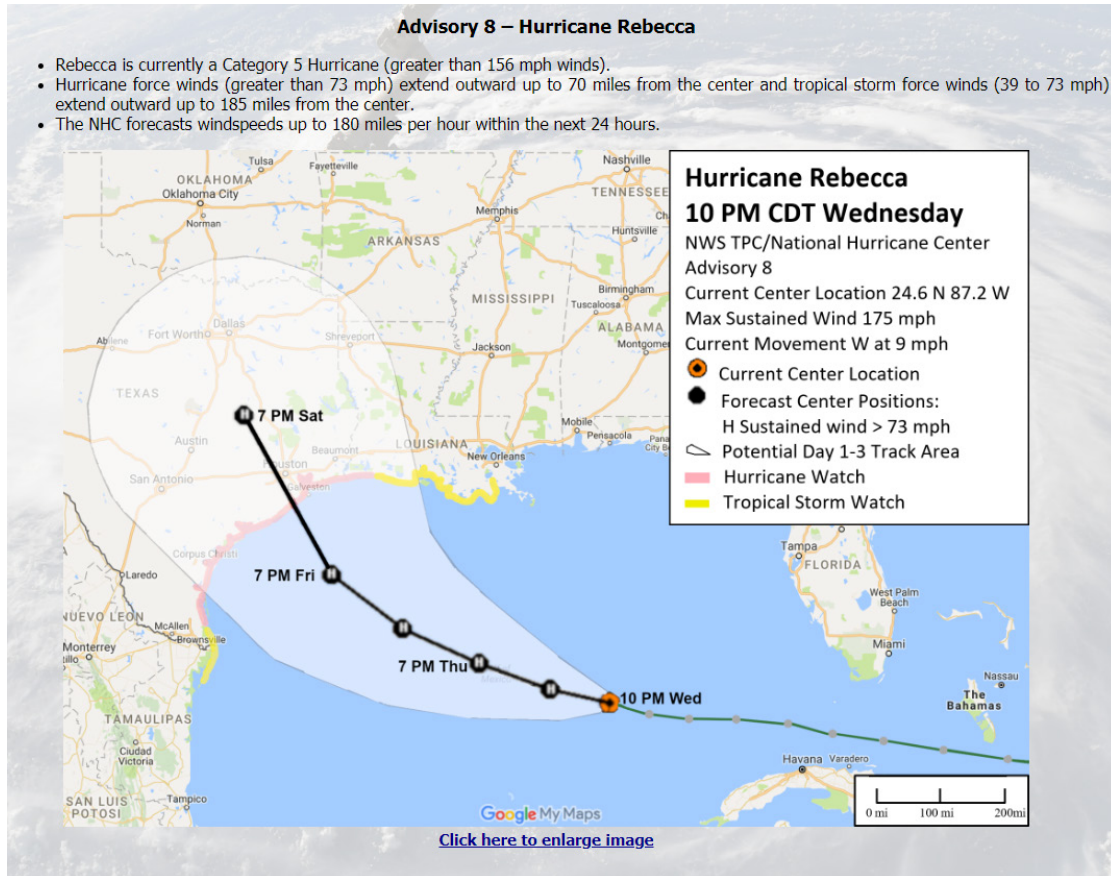 Advisory 8 – Hurricane Rebecca
• Rebecca is currently a Category 5 Hurricane (greater than 156 mph winds).
• Hurricane force winds (greater than 73 mph) extend outward up to 70 miles from the center and tropical storm force winds (39 to 73 mph)
extend outward up to 185 miles from the center.
• The NHC forecasts windspeeds up to 180 miles per hour within the next 24 hours.
Hurricane Rebecca
10 PM CDT Wednesday
NWS TPC/National Hurricane Center
Advisory 8
Current Center Location 24.6 N 87.2 W
Max Sustained Wind 175 mph
Current Movement W at 9 mph
Current Center Location
Forecast Center Positions:
H Sustained wind > 73 mph
Potential Day 1-3 Track Area
Hurricane Watch
Tropical Storm Watch
Tulsa
Fayetteville
Nashville
OKLAHOMA
Oklahoma City
TENNESSEE
Norman
Memphis
Huntsville
ARKANSAS
Birmingham
MISSISSIPPI
Tuscaloosa
Dallas
Fort Worth
ALABAMA
Shreveport
Jackson
Montgomer
TEXAS
H 7 PM Sat
Mobile
Pensacola
Austin
LOUISIANA
Beaumont
New Orleans
Houston
San Antonio
Galveston
Corpus Christi
Tampa
FLORIDA
Laredo
7 PM Fri H
West Palm
Beach
NUEVO LEON
McAllen
H
Brownsville
Miami
Monterrey
7 PM Thu H
Nassau
H
10 PM Wed
The
Bahamas
TAMAULIPAS
Ciudad
Victoria
Havana
Varadero
SAN LUIS
POTOSI
Tampico
Google My Maps
0 mi 100 mi 200mi
Click here to enlarge image